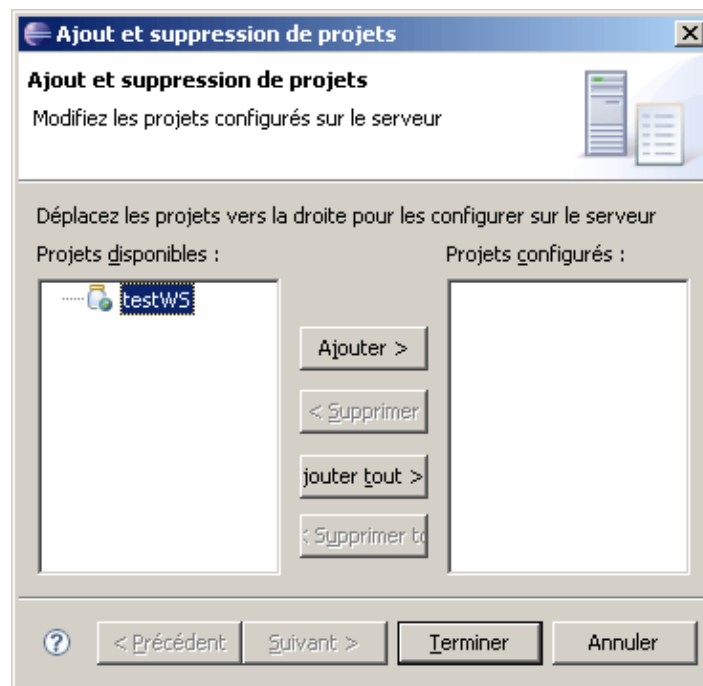 Ajout et suppression de projets
Ajout et suppression de projets
Modifiez les projets configurés sur le serveur
Déplacez les projets vers la droite pour les configurer sur le serveur
Projets disponibles :
Projets configurés :
testWS
Ajouter >
< Supprimer
jouter tout >
< Supprimer to
?
< Précédent
Suivant >
Terminer
Annuler